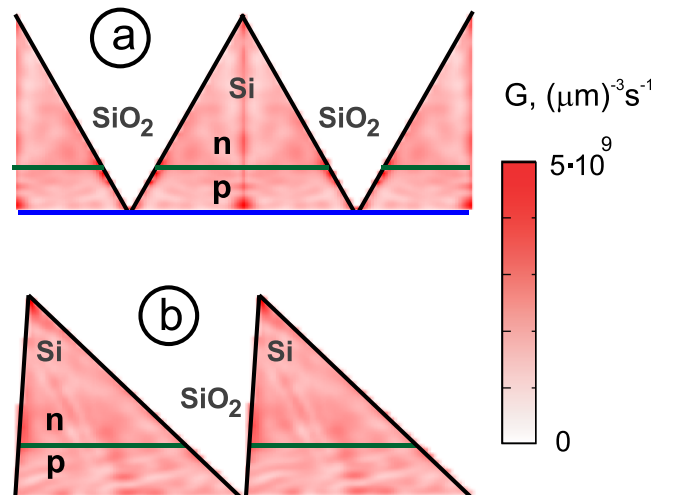 a
Si
SiO₂
SiO₂
n
p
G, (μm)⁻³s⁻¹
5·10⁹
0
b
Si
Si
SiO₂
n
p